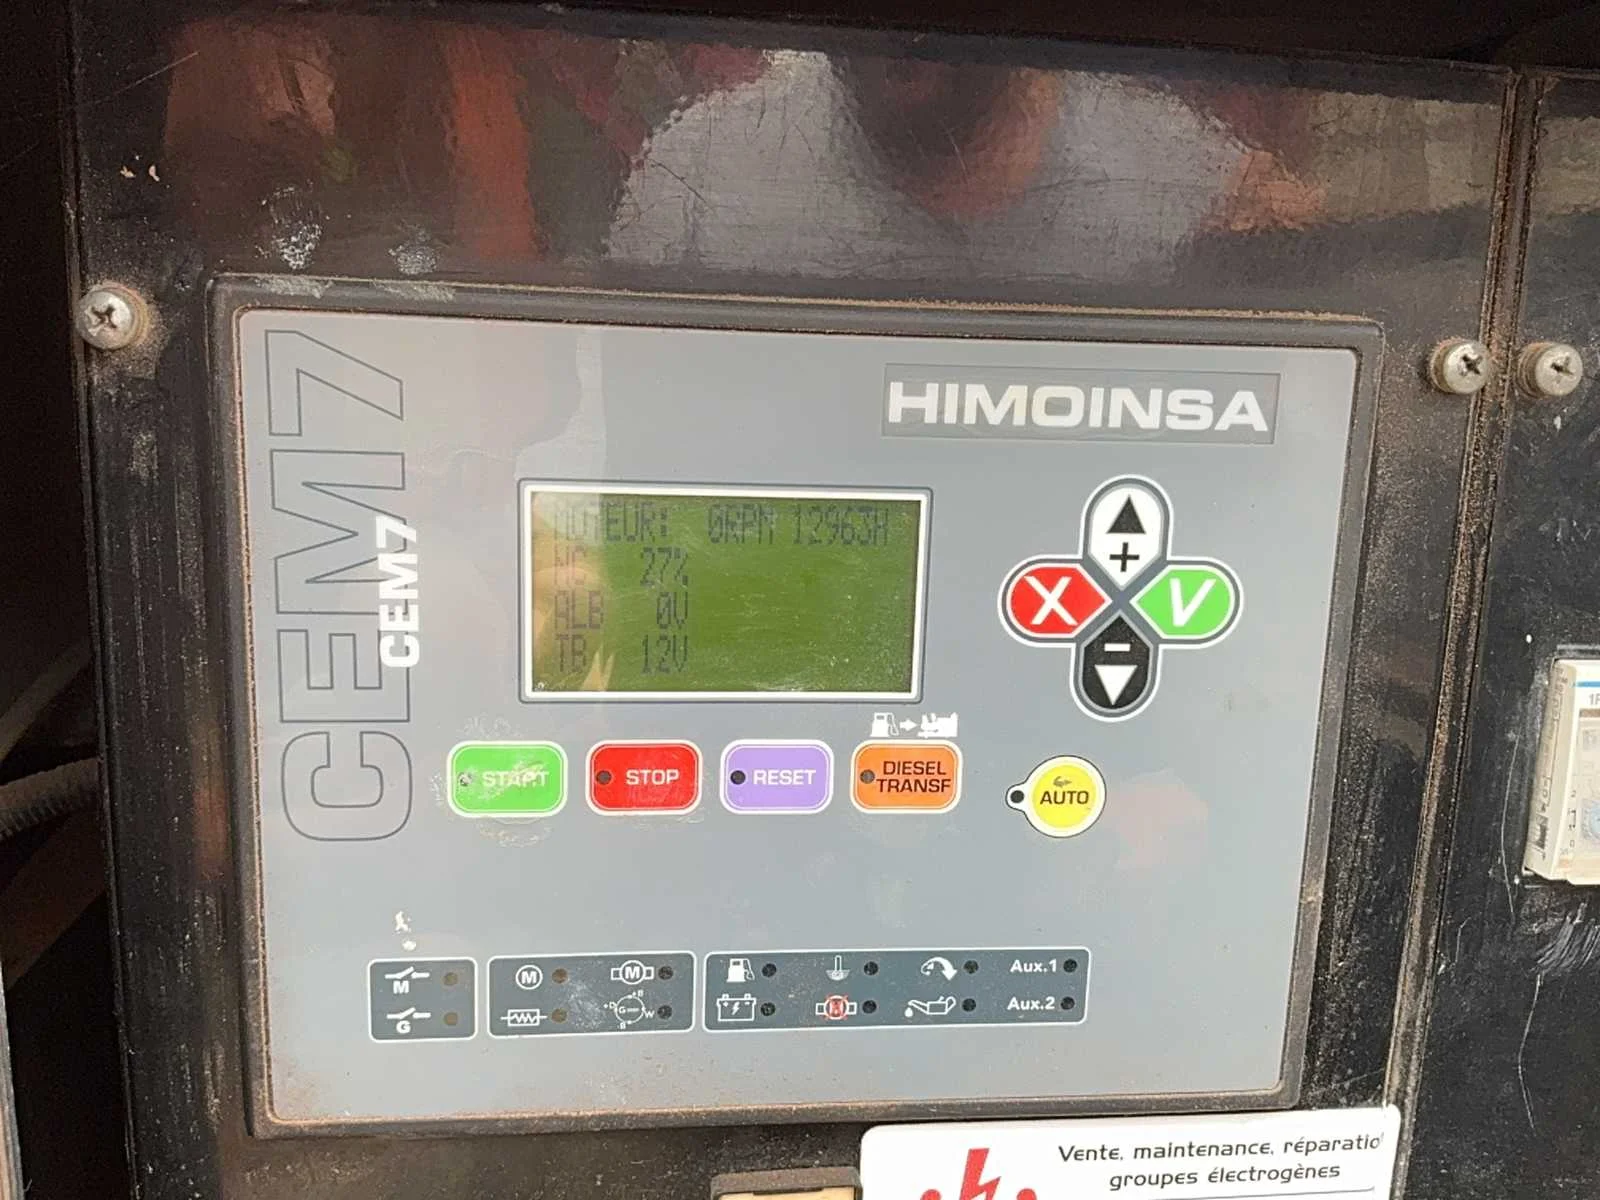 CEM7
CEM7
HIMOINSA
MOTEUR: 0RPM 12963H
NC 27%
ALB 0V
TB 12V
+
X V
-
START STOP RESET DIESEL TRANSF
AUTO
M
G
M
M
G
W
M
Aux.1
Aux.2
Vente, maintenance, réparatio
groupes électrogènes